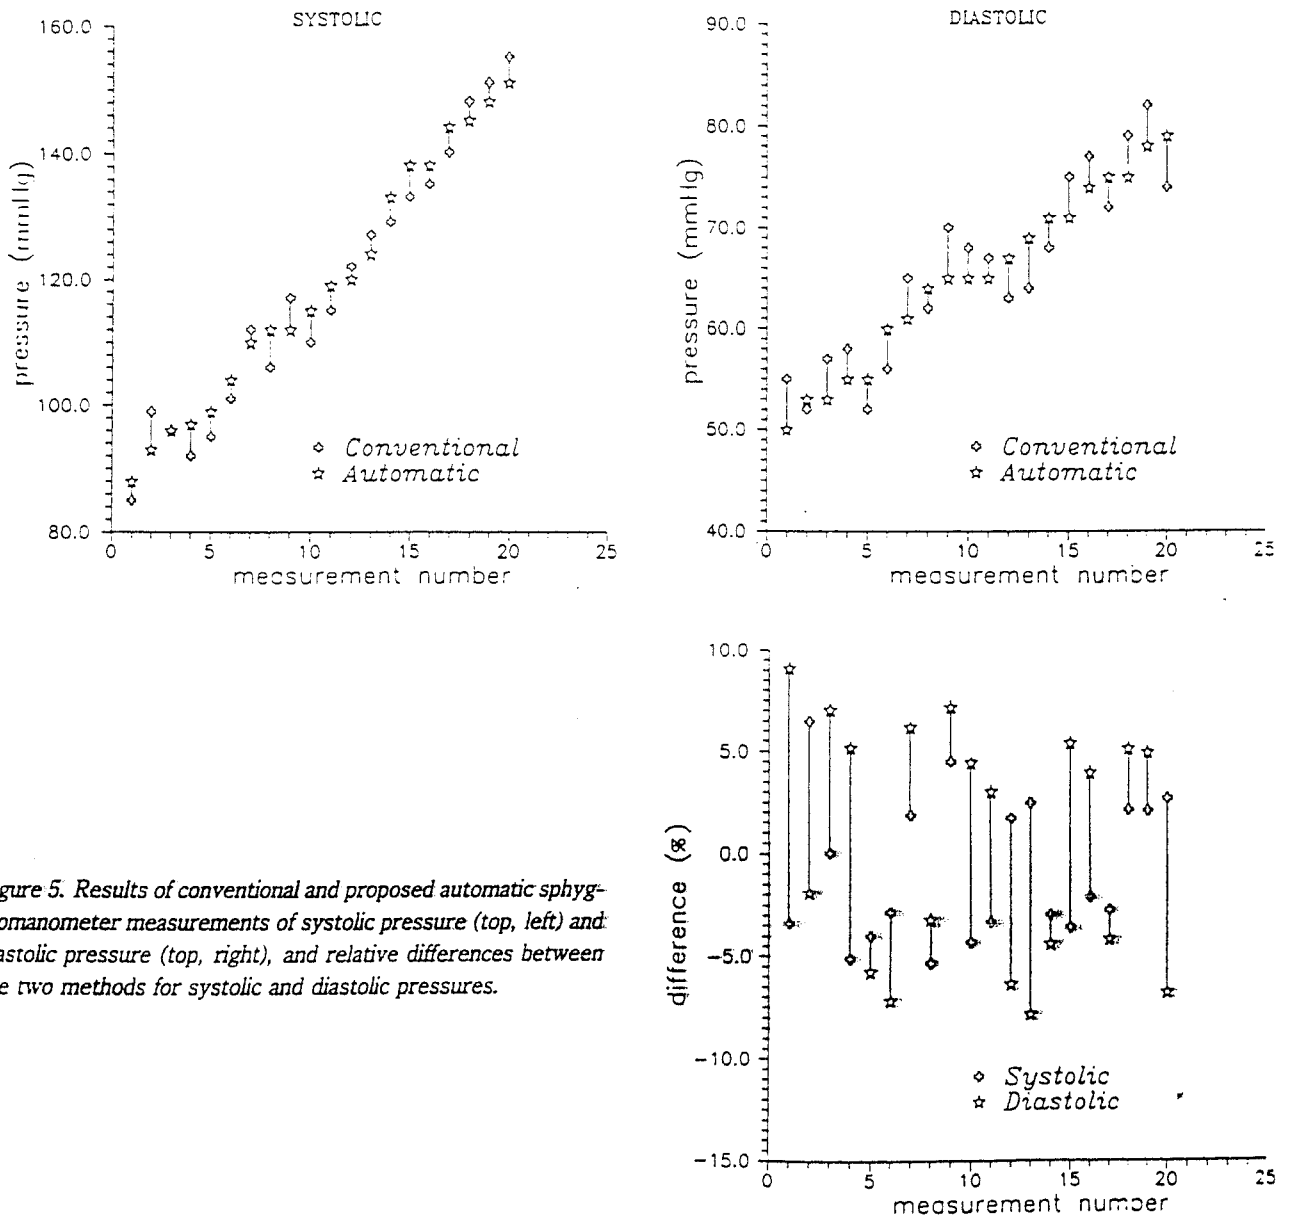 SYSTOLIC
160.0
140.0
120.0
100.0
80.0
pressure (mmHg)
Conventional
Automatic
0 5 10 15 20 25
measurement number
DIASTOLIC
90.0
80.0
70.0
60.0
50.0
40.0
pressure (mmHg)
Conventional
Automatic
0 5 10 15 20 25
measurement number
10.0
5.0
0.0
-5.0
-10.0
-15.0
difference (%)
Systolic
Diastolic
0 5 10 15 20 25
measurement number
gure 5. Results of conventional and proposed automatic sphyg-
omanometer measurements of systolic pressure (top, left) and
astolic pressure (top, right), and relative differences between
e two methods for systolic and diastolic pressures.